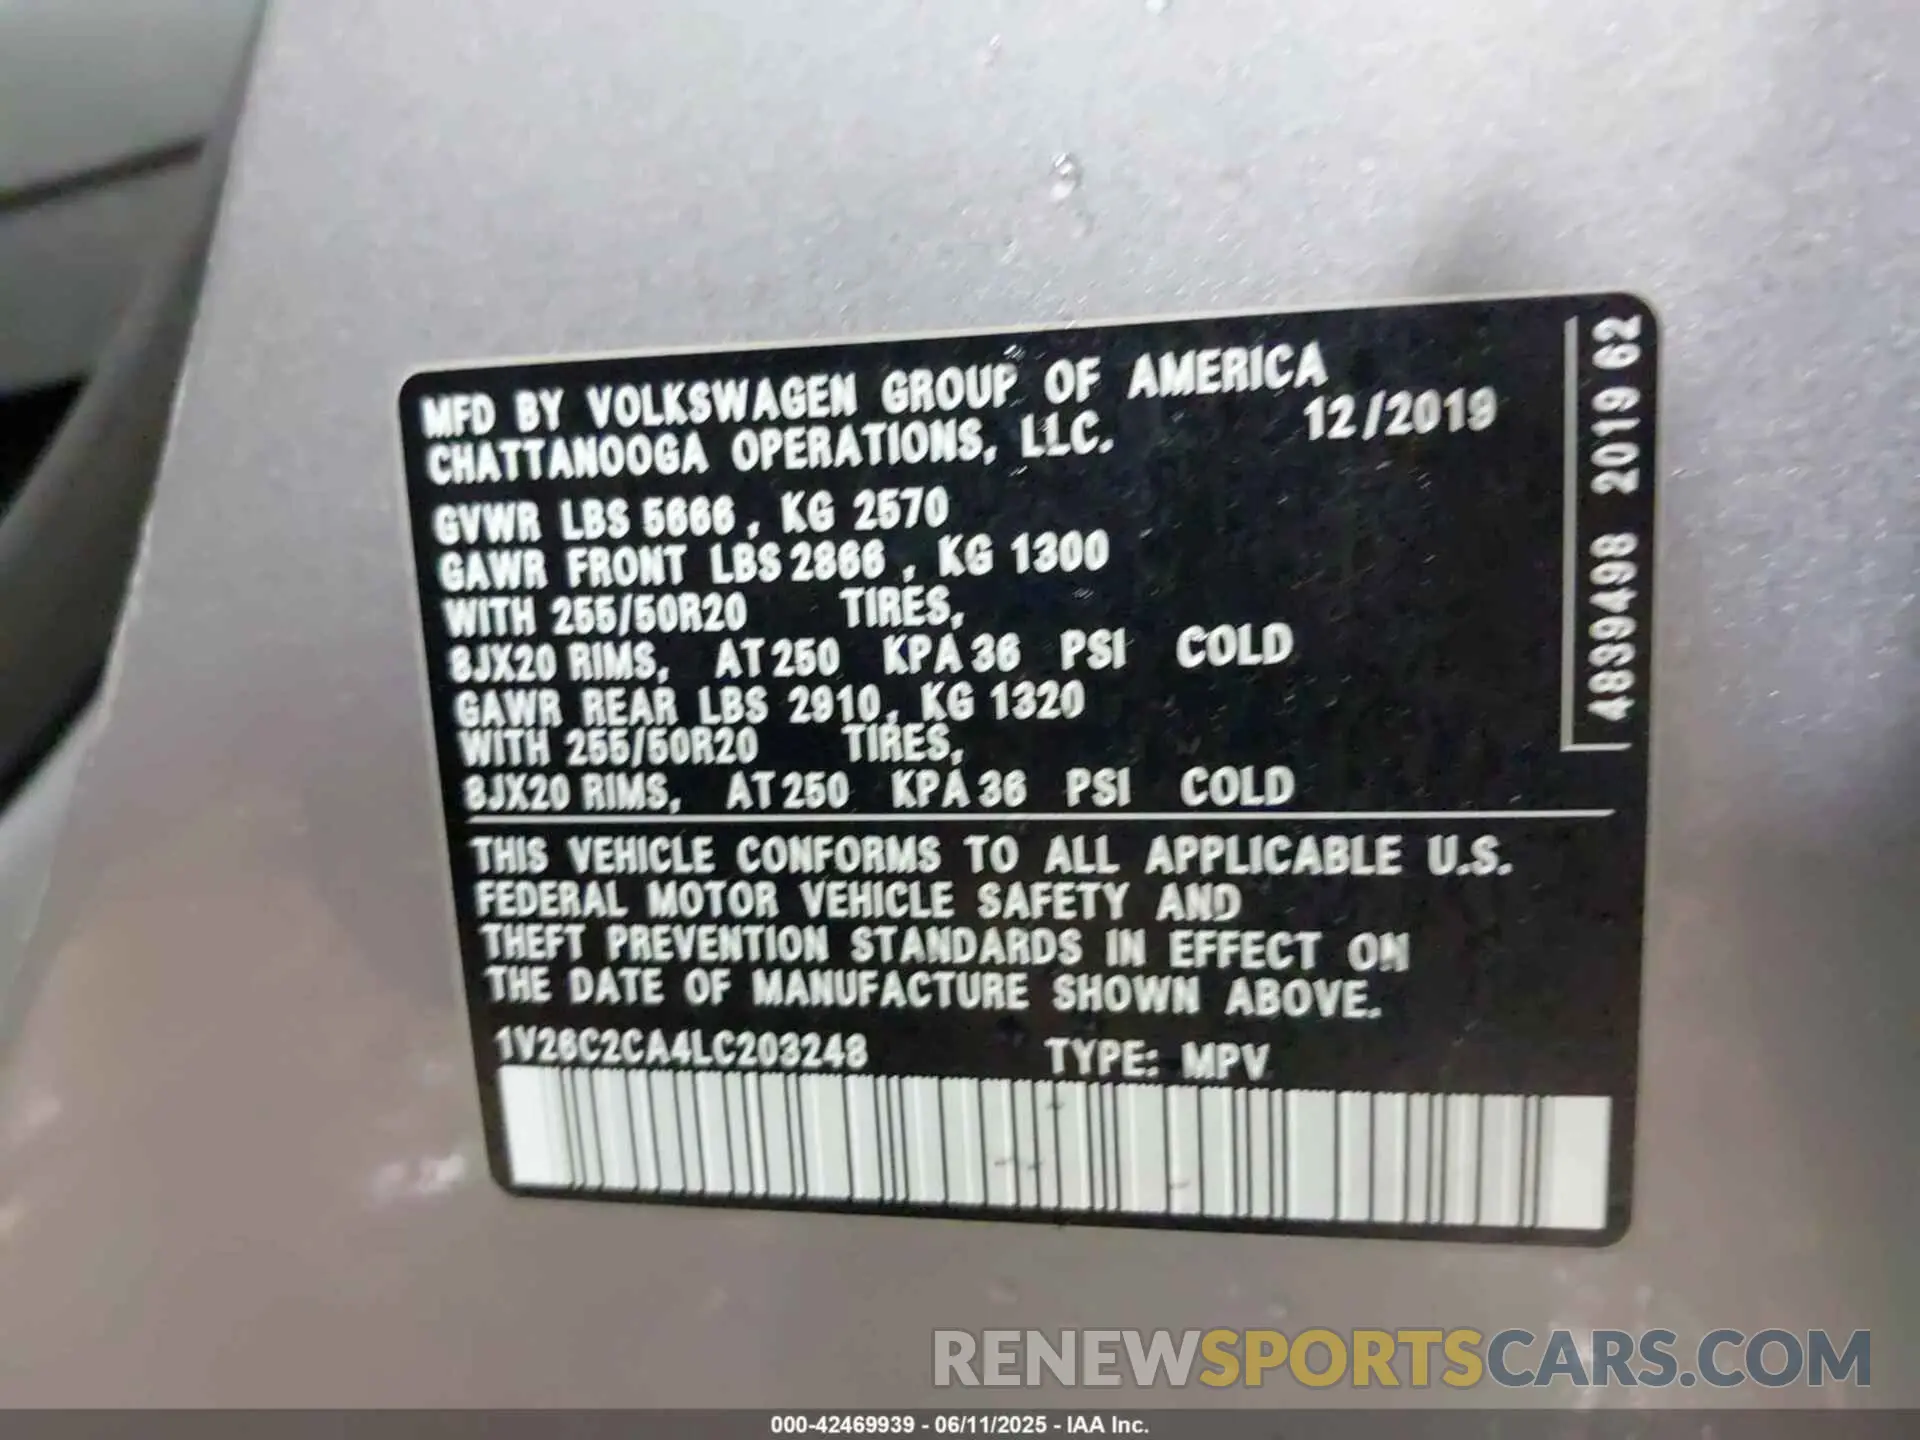 MFD BY VOLKSWAGEN GROUP OF AMERICA
CHATTANOOGA OPERATIONS, LLC. 12/2019
GVWR LBS 5666, KG 2570
GAWR FRONT LBS 2866, KG 1300
WITH 255/50R20 TIRES,
8JX20 RIMS, AT 250 KPA 36 PSI COLD
GAWR REAR LBS 2910, KG 1320
WITH 255/50R20 TIRES,
8JX20 RIMS, AT 250 KPA 36 PSI COLD
THIS VEHICLE CONFORMS TO ALL APPLICABLE U.S.
FEDERAL MOTOR VEHICLE SAFETY AND
THEFT PREVENTION STANDARDS IN EFFECT ON
THE DATE OF MANUFACTURE SHOWN ABOVE.
1V26C2CA4LC203248 TYPE: MPV
4899498 2019 62
RENEWSPORTSCARS.COM
000-42469939 - 06/11/2025 - IAA Inc.